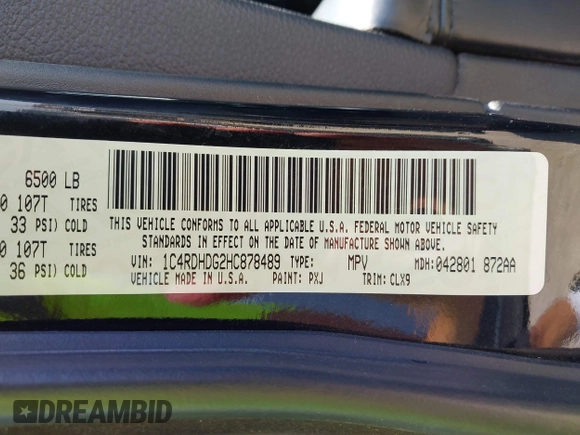 6500 LB
0 107T TIRES
33 PSI) COLD
0 107T TIRES
36 PSI) COLD
THIS VEHICLE CONFORMS TO ALL APPLICABLE U.S.A. FEDERAL MOTOR VEHICLE SAFETY
STANDARDS IN EFFECT ON THE DATE OF MANUFACTURE SHOWN ABOVE.
VIN: 1C4RDHDG2HC878489 TYPE: MPV MDH: 042801 872AA
VEHICLE MADE IN U.S.A. PAINT: PXJ TRIM: CLX9
DREAMBID